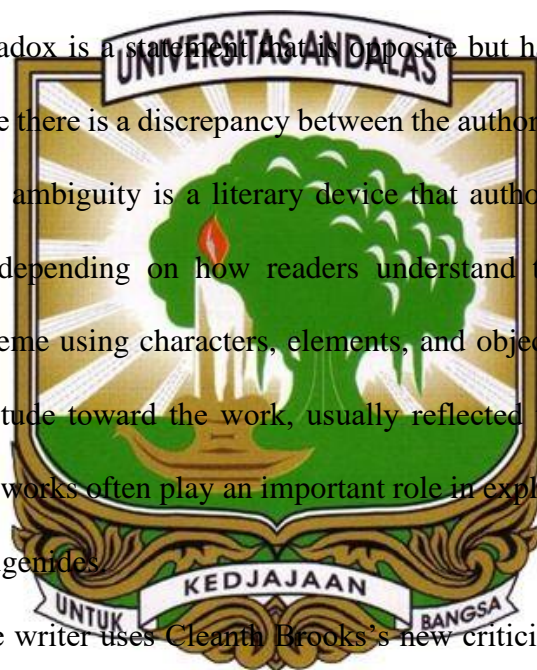 adox is a statement that is opposite but h
UNIVERSITAS ANDALAS
e there is a discrepancy between the author
ambiguity is a literary device that autho
depending on how readers understand t
eme using characters, elements, and objec
tude toward the work, usually reflected
works often play an important role in exp
genides.
KEDJAJAAN
UNTUK BANGSA
e writer uses Cleanth Brooks's new critici